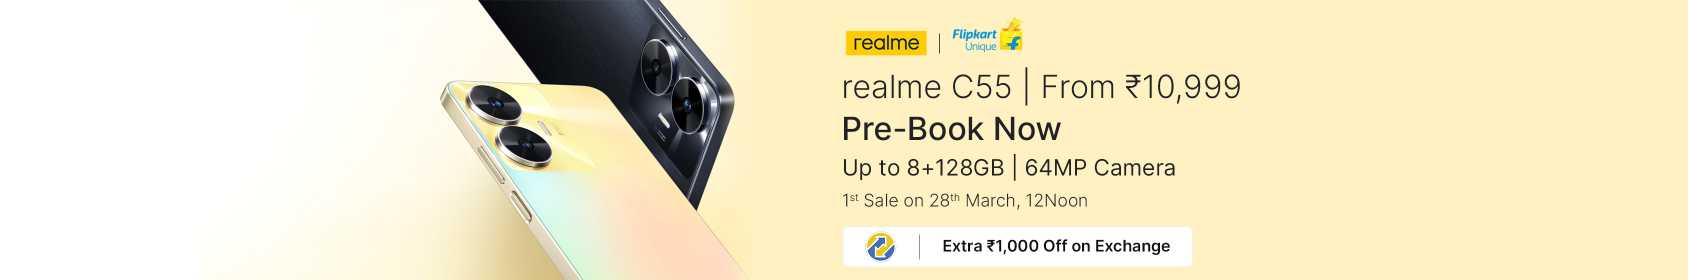 realme | Flipkart
Unique
realme C55 | From ₹10,999
Pre-Book Now
Up to 8+128GB | 64MP Camera
1st Sale on 28th March, 12Noon
Extra ₹1,000 Off on Exchange